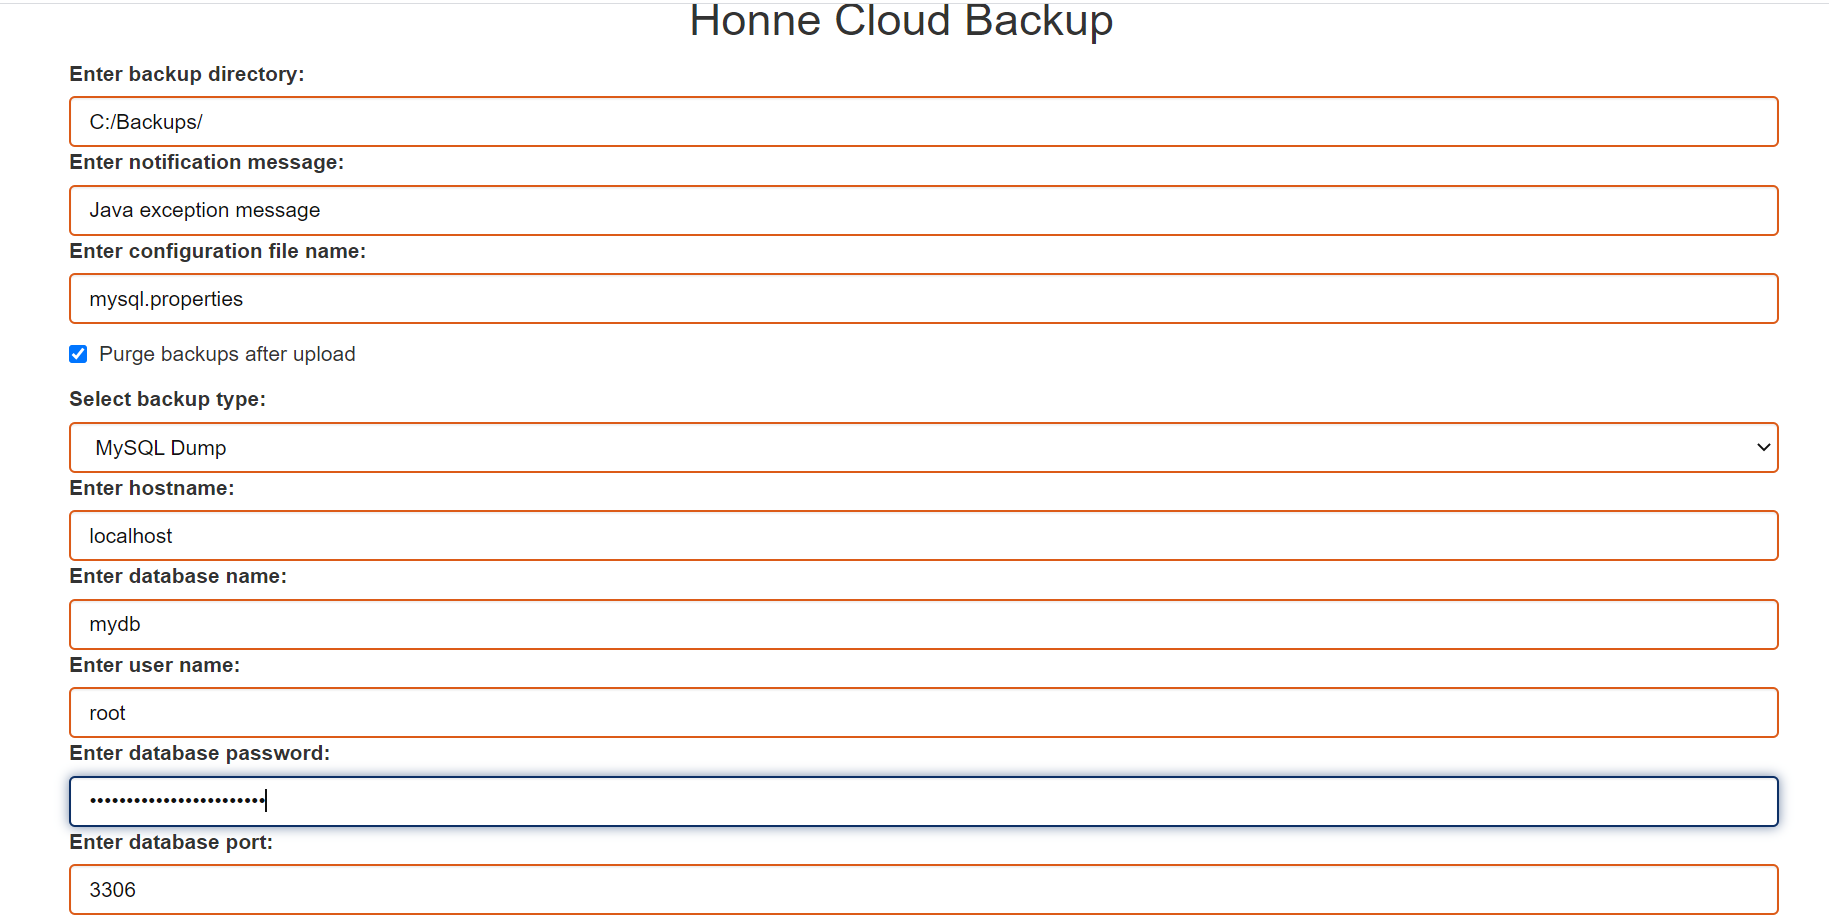 Honne Cloud Backup
Enter backup directory:
C:/Backups/
Enter notification message:
Java exception message
Enter configuration file name:
mysql.properties
Purge backups after upload
Select backup type:
MySQL Dump
Enter hostname:
localhost
Enter database name:
mydb
Enter user name:
root
Enter database password:
••••••••••••••••••••••••
Enter database port:
3306